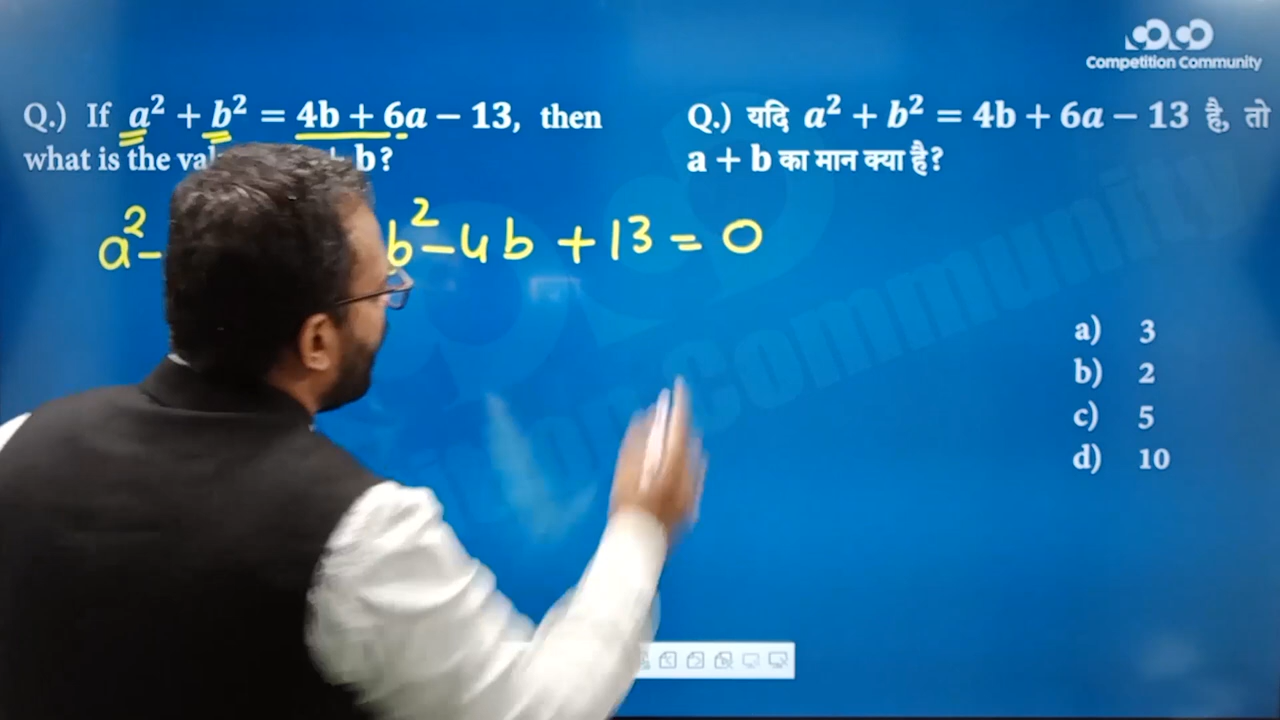 Competition Community
Q.) If a² + b² = 4b + 6a − 13, then
what is the b?
Q.) यदि a² + b² = 4b + 6a − 13 है, तो
a + b का मान क्या है?
a² − b² − 4b + 13 = 0
a) 3
b) 2
c) 5
d) 10